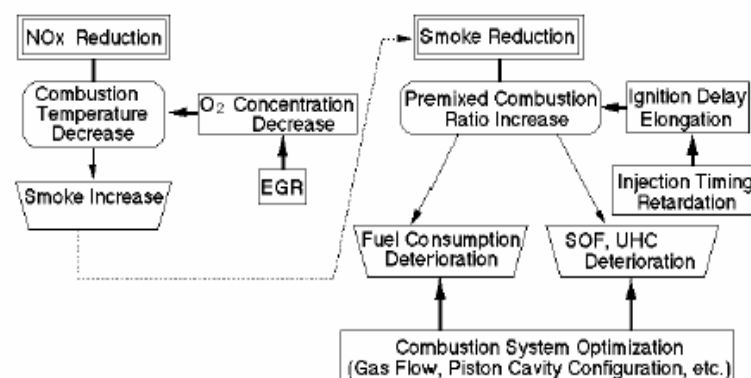 NOx Reduction
Combustion
Temperature
Decrease
O2 Concentration
Decrease
EGR
Smoke Increase
Smoke Reduction
Premixed Combustion
Ratio Increase
Ignition Delay
Elongation
Injection Timing
Retardation
Fuel Consumption
Deterioration
SOF, UHC
Deterioration
Combustion System Optimization
(Gas Flow, Piston Cavity Configuration, etc.)